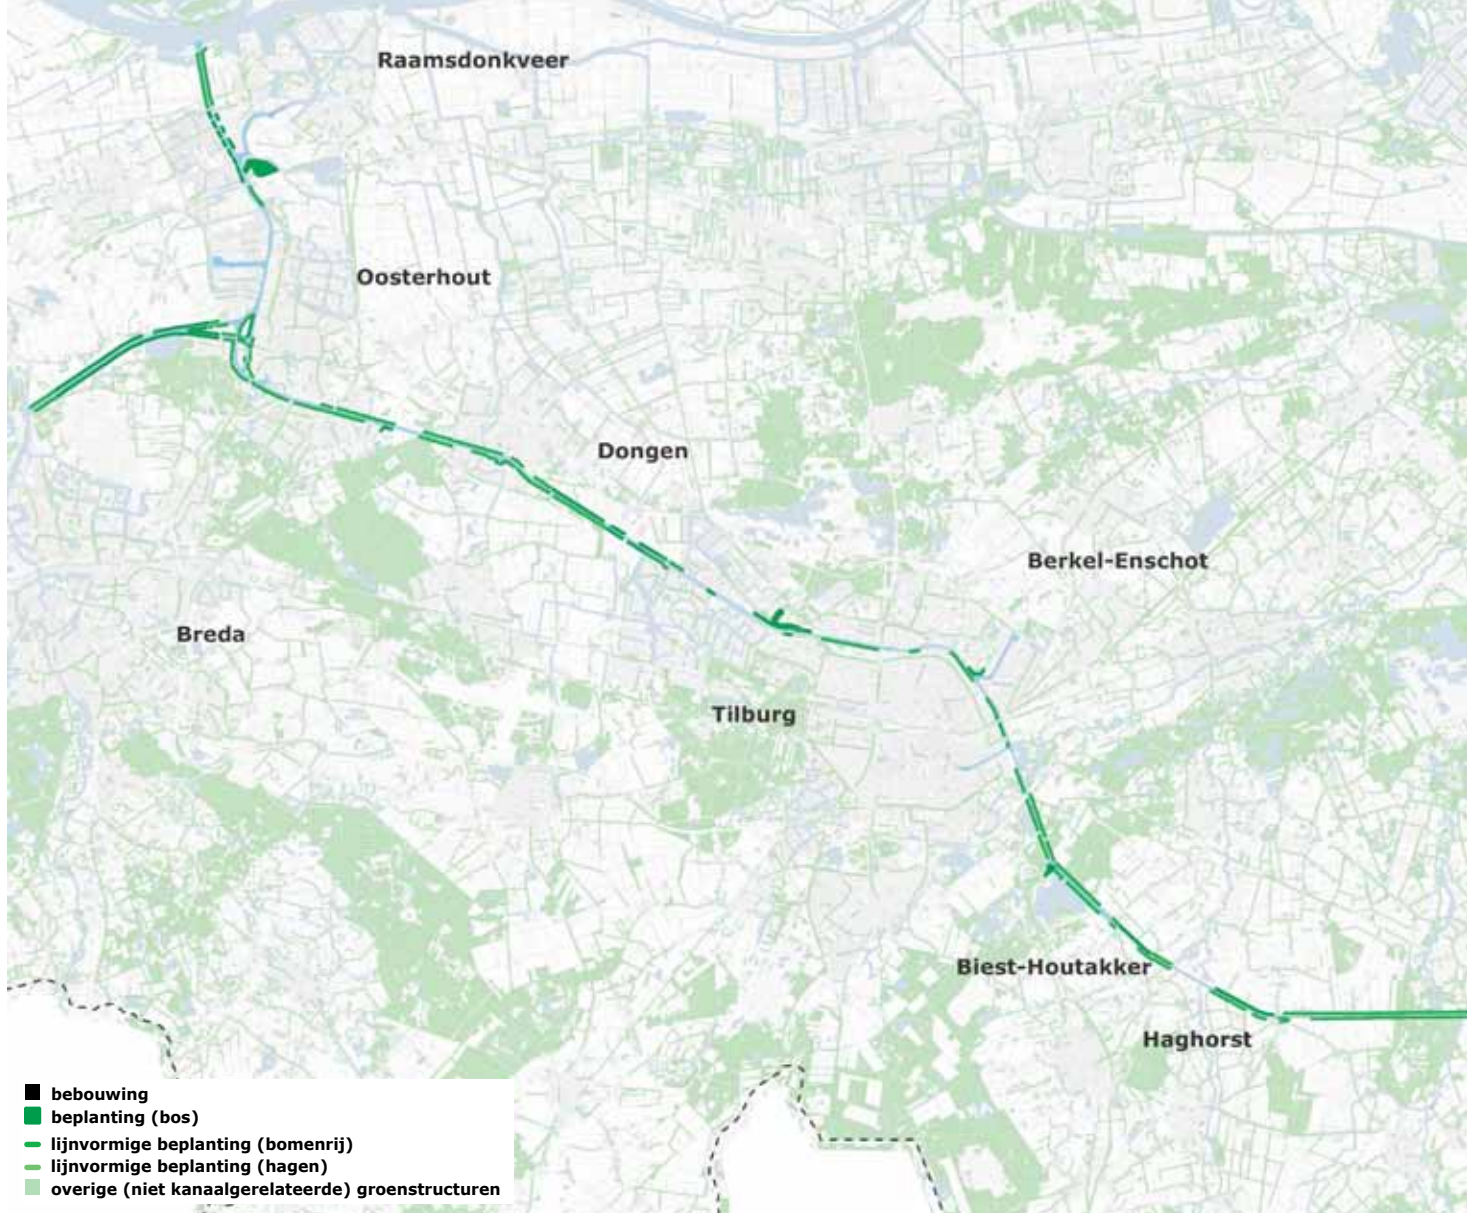 Raamsdonkveer
Oosterhout
Dongen
Berkel-Enschot
Breda
Tilburg
Biest-Houtakker
Haghorst
bebouwing
beplanting (bos)
lijnvormige beplanting (bomenrij)
lijnvormige beplanting (hagen)
overige (niet kanaalgerelateerde) groenstructuren